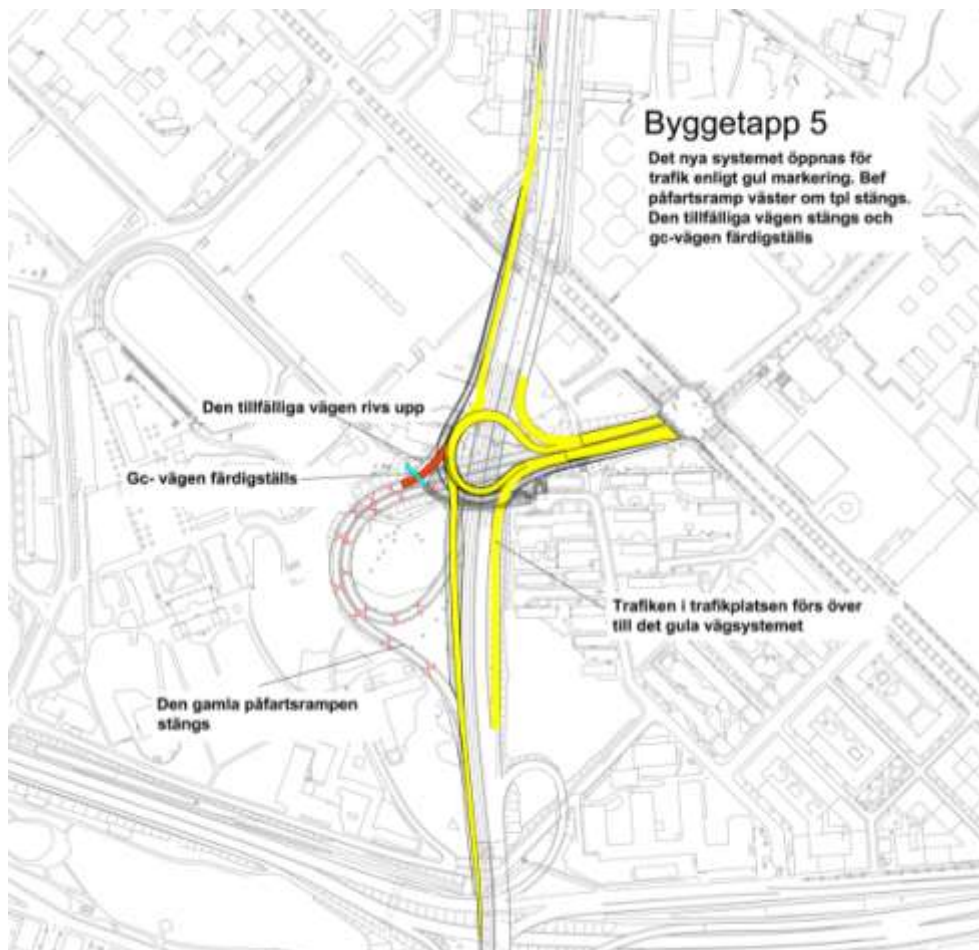 Byggetapp 5
Det nya systemet öppnas för
trafik enligt gul markering. Bef
påfartsramp väster om tpl stängs.
Den tillfälliga vägen stängs och
gc-vägen färdigställs
Den tillfälliga vägen rivs upp
Gc- vägen färdigställs
Trafiken i trafikplatsen förs över
till det gula vägsystemet
Den gamla påfartsrampen
stängs